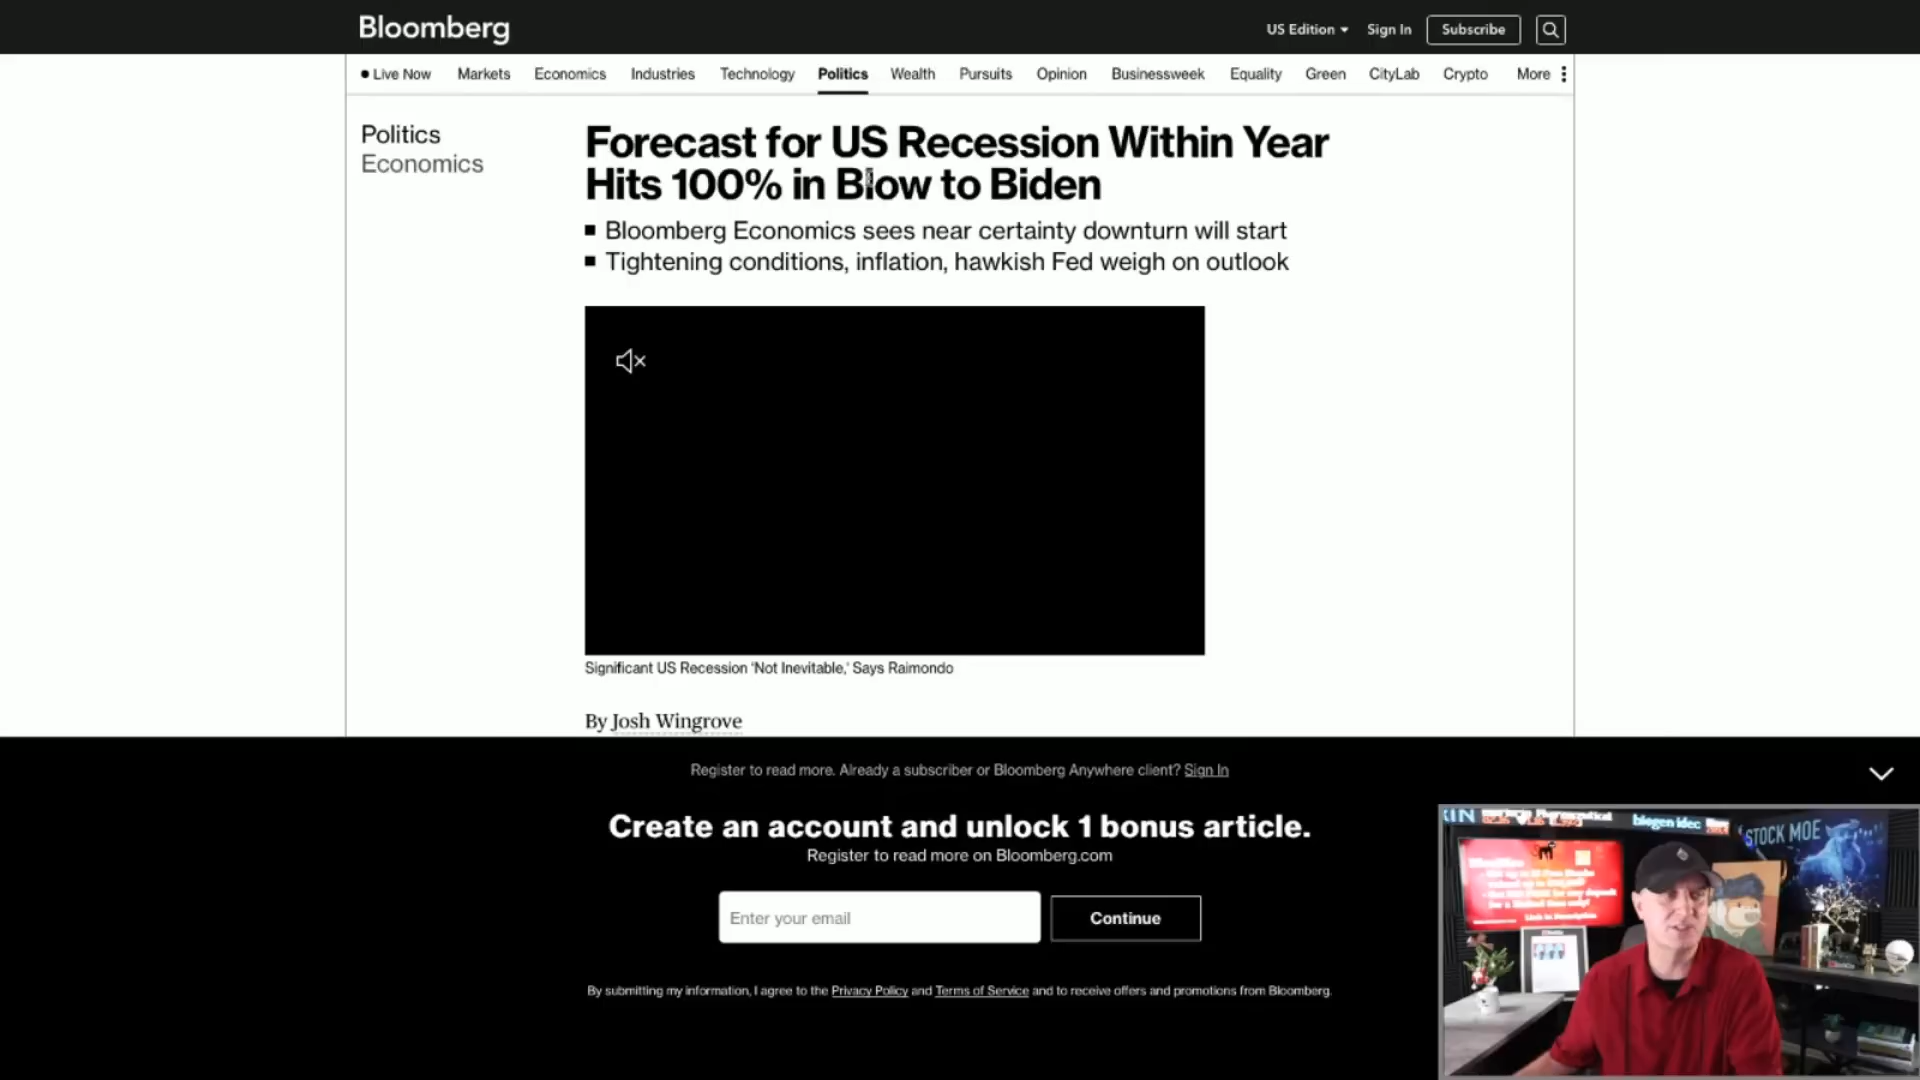 Bloomberg
US Edition
Sign In
Subscribe
Live Now
Markets
Economics
Industries
Technology
Politics
Wealth
Pursuits
Opinion
Businessweek
Equality
Green
CityLab
Crypto
More
Politics
Economics
Forecast for US Recession Within Year
Hits 100% in Blow to Biden
Bloomberg Economics sees near certainty downturn will start
Tightening conditions, inflation, hawkish Fed weigh on outlook
Significant US Recession 'Not Inevitable,' Says Raimondo
By Josh Wingrove
Register to read more. Already a subscriber or Bloomberg Anywhere client? Sign In
Create an account and unlock 1 bonus article.
Register to read more on Bloomberg.com
Enter your email
Continue
By submitting my information, I agree to the Privacy Policy and Terms of Service and to receive offers and promotions from Bloomberg.
Pharmaceutical
biogen idec
STOCK MOE